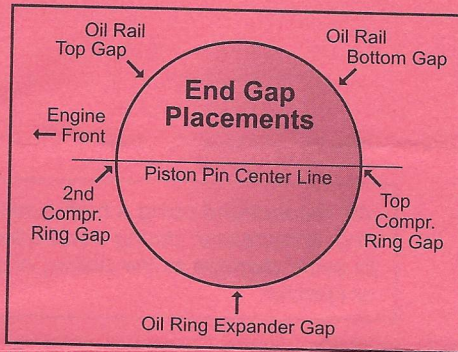 Oil Rail
Top Gap
Oil Rail
Bottom Gap
End Gap
Placements
Engine
Front
Piston Pin Center Line
2nd
Compr.
Ring Gap
Top
Compr.
Ring Gap
Oil Ring Expander Gap